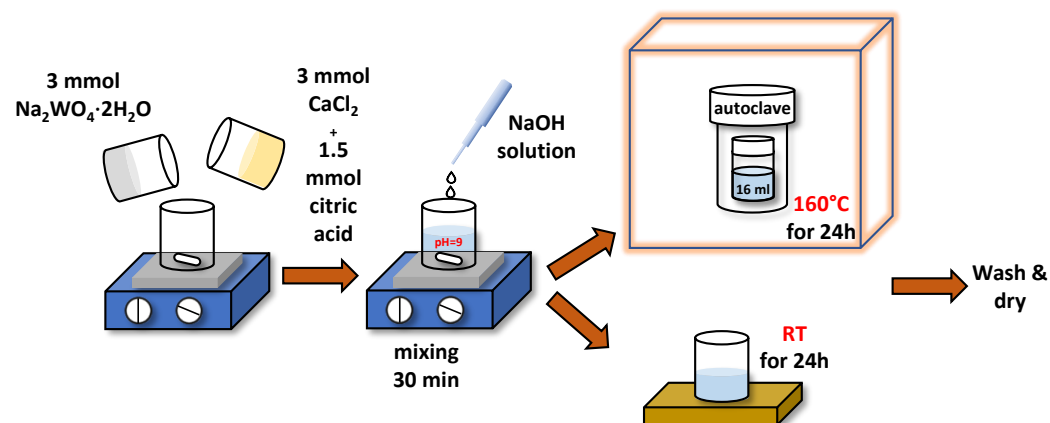 3 mmol
Na₂WO₄·2H₂O
3 mmol
CaCl₂
+
1.5
mmol
citric
acid
NaOH
solution
pH=9
mixing
30 min
autoclave
16 ml
160°C
for 24h
RT
for 24h
Wash &
dry